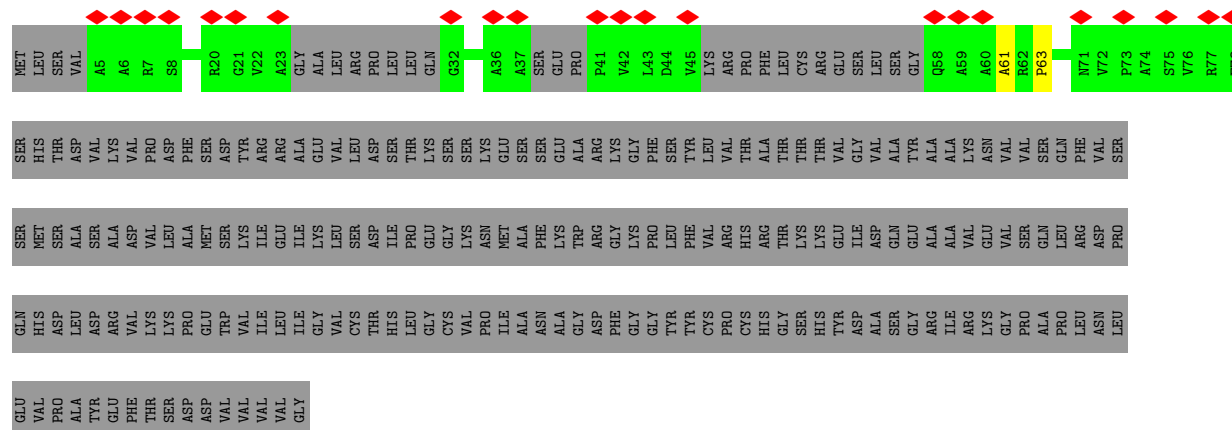 MET LEU SER VAL A5 A6 R7 S8 R20 G21 V22 A23 GLY ALA LEU ARG PRO LEU LEU GLN G32 A36 A37 SER GLU PRO P41 V42 L43 D44 V45 LYS ARG PRO PHE LEU CYS ARG GLU SER LEU SER GLY Q58 A59 A60 A61 R62 P63 N71 V72 P73 A74 S75 V76 R77
SER HIS THR ASP VAL LYS VAL PRO ASP PHE SER ASP TYR ARG ARG ALA GLU VAL LEU ASP SER THR LYS SER SER LYS GLU SER SER GLU ALA ARG LYS GLY PHE SER TYR LEU VAL THR ALA THR THR THR VAL GLY VAL ALA TYR ALA ALA LYS ASN VAL VAL SER GLN PHE VAL SER
SER MET SER ALA SER ALA ASP VAL LEU ALA MET SER LYS ILE GLU ILE LYS LEU SER ASP ILE PRO GLU GLY LYS ASN MET ALA PHE LYS TRP ARG GLY LYS PRO LEU PHE VAL ARG HIS ARG THR LYS LYS GLU ILE ASP GLN GLU ALA ALA VAL GLU VAL SER GLN LEU ARG ASP PRO
GLN HIS ASP LEU ASP ARG VAL LYS LYS PRO GLU TRP VAL ILE LEU ILE GLY VAL CYS THR HIS LEU GLY CYS VAL PRO ILE ALA ASN ALA GLY ASP PHE GLY GLY TYR TYR CYS PRO CYS HIS GLY SER HIS TYR ASP ALA SER GLY ARG ILE ARG LYS GLY PRO ALA PRO LEU ASN LEU
GLU VAL PRO ALA TYR GLU PHE THR SER ASP ASP VAL VAL VAL VAL GLY